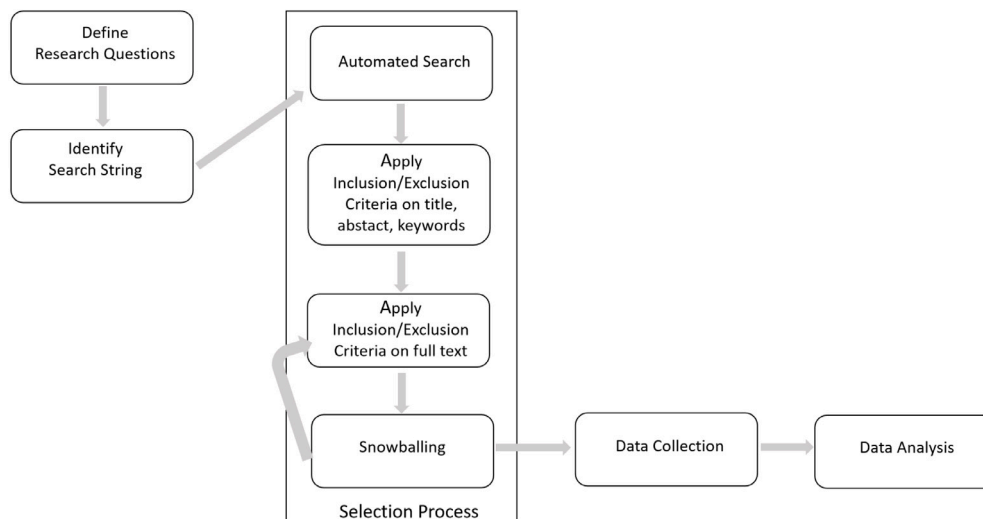 Define
Research Questions
Identify
Search String
Automated Search
Apply
Inclusion/Exclusion
Criteria on title,
abstact, keywords
Apply
Inclusion/Exclusion
Criteria on full text
Snowballing
Selection Process
Data Collection
Data Analysis